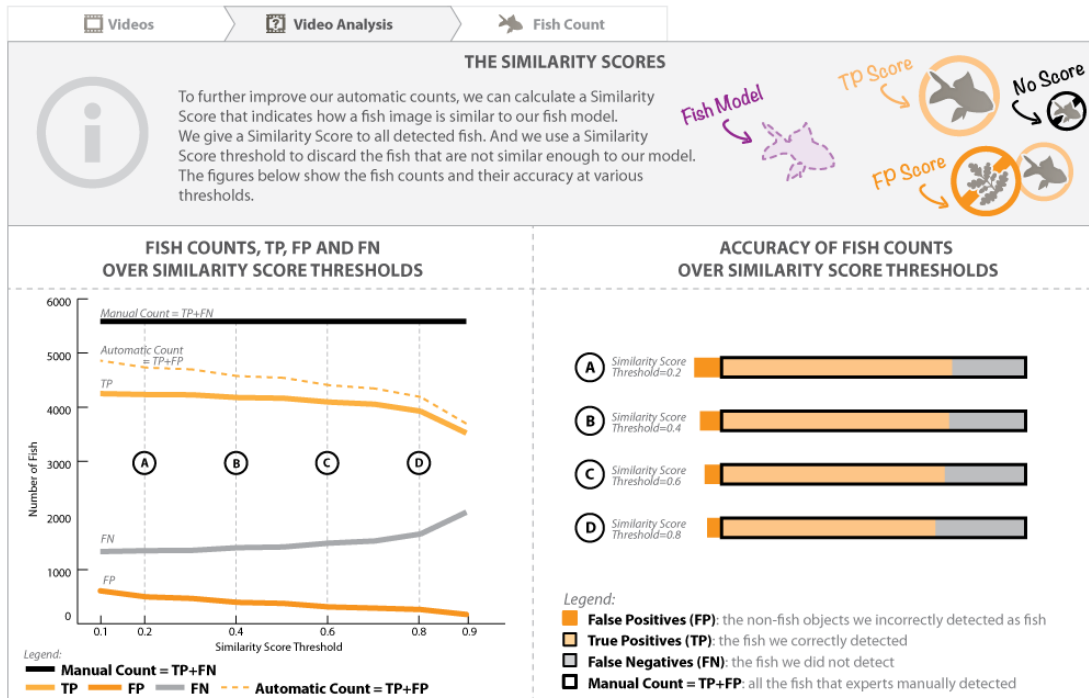 Videos
Video Analysis
Fish Count
THE SIMILARITY SCORES
To further improve our automatic counts, we can calculate a Similarity
Score that indicates how a fish image is similar to our fish model.
We give a Similarity Score to all detected fish. And we use a Similarity
Score threshold to discard the fish that are not similar enough to our model.
The figures below show the fish counts and their accuracy at various
thresholds.
Fish Model
TP Score
No Score
FP Score
FISH COUNTS, TP, FP AND FN
OVER SIMILARITY SCORE THRESHOLDS
6000
Manual Count = TP+FN
5000
Automatic Count
= TP+FP
TP
4000
3000
A
B
C
D
Number of Fish
2000
FN
1000
FP
0
0.1
0.2
0.4
0.6
0.8
0.9
Similarity Score Threshold
Legend:
Manual Count = TP+FN
TP
FP
FN
Automatic Count = TP+FP
ACCURACY OF FISH COUNTS
OVER SIMILARITY SCORE THRESHOLDS
A
Similarity Score
Threshold=0.2
B
Similarity Score
Threshold=0.4
C
Similarity Score
Threshold=0.6
D
Similarity Score
Threshold=0.8
Legend:
False Positives (FP): the non-fish objects we incorrectly detected as fish
True Positives (TP): the fish we correctly detected
False Negatives (FN): the fish we did not detect
Manual Count = TP+FP: all the fish that experts manually detected